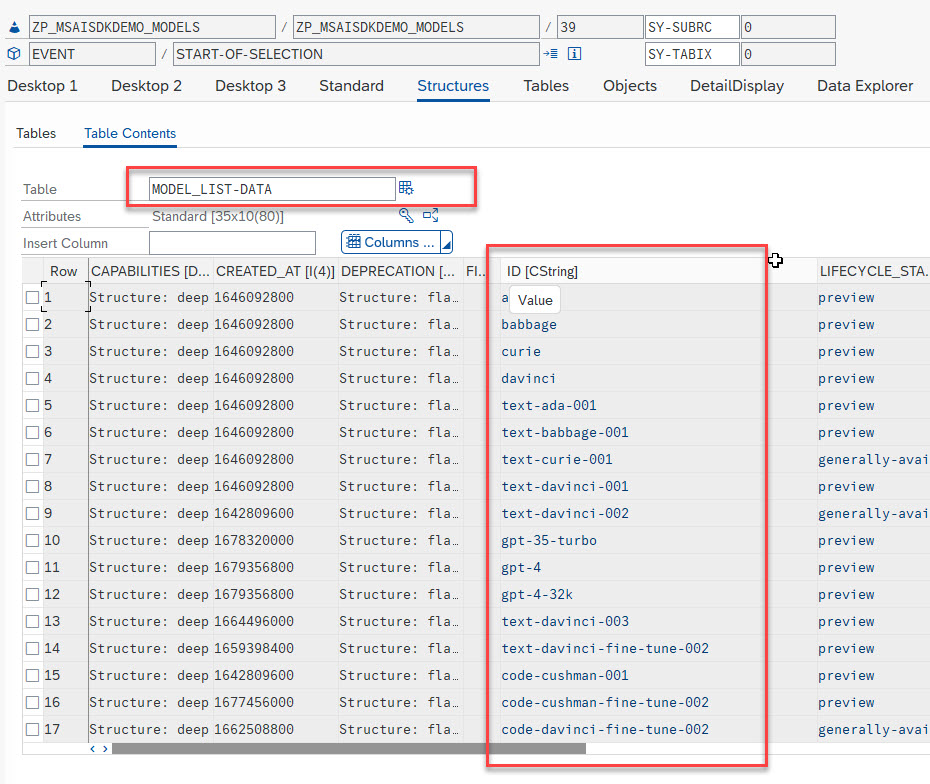 ZP_MSAISDKDEMO_MODELS / ZP_MSAISDKDEMO_MODELS / 39 SY-SUBRC 0
EVENT / START-OF-SELECTION SY-TABIX 0
Desktop 1 Desktop 2 Desktop 3 Standard Structures Tables Objects DetailDisplay Data Explorer
Tables Table Contents
Table MODEL_LIST-DATA
Attributes Standard [35x10(80)]
Insert Column Columns ...
Row CAPABILITIES [D... CREATED_AT [I(4)] DEPRECATION [... FI... ID [CString] LIFECYCLE_STA...
1 Structure: deep 1646092800 Structure: fla… a Value preview
2 Structure: deep 1646092800 Structure: fla… babbage preview
3 Structure: deep 1646092800 Structure: fla… curie preview
4 Structure: deep 1646092800 Structure: fla… davinci preview
5 Structure: deep 1646092800 Structure: fla… text-ada-001 preview
6 Structure: deep 1646092800 Structure: fla… text-babbage-001 preview
7 Structure: deep 1646092800 Structure: fla… text-curie-001 generally-avai
8 Structure: deep 1646092800 Structure: fla… text-davinci-001 preview
9 Structure: deep 1642809600 Structure: fla… text-davinci-002 generally-avai
10 Structure: deep 1678320000 Structure: fla… gpt-35-turbo preview
11 Structure: deep 1679356800 Structure: fla… gpt-4 preview
12 Structure: deep 1679356800 Structure: fla… gpt-4-32k preview
13 Structure: deep 1664496000 Structure: fla… text-davinci-003 preview
14 Structure: deep 1659398400 Structure: fla… text-davinci-fine-tune-002 preview
15 Structure: deep 1642809600 Structure: fla… code-cushman-001 preview
16 Structure: deep 1677456000 Structure: fla… code-cushman-fine-tune-002 preview
17 Structure: deep 1662508800 Structure: fla… code-davinci-fine-tune-002 generally-avai